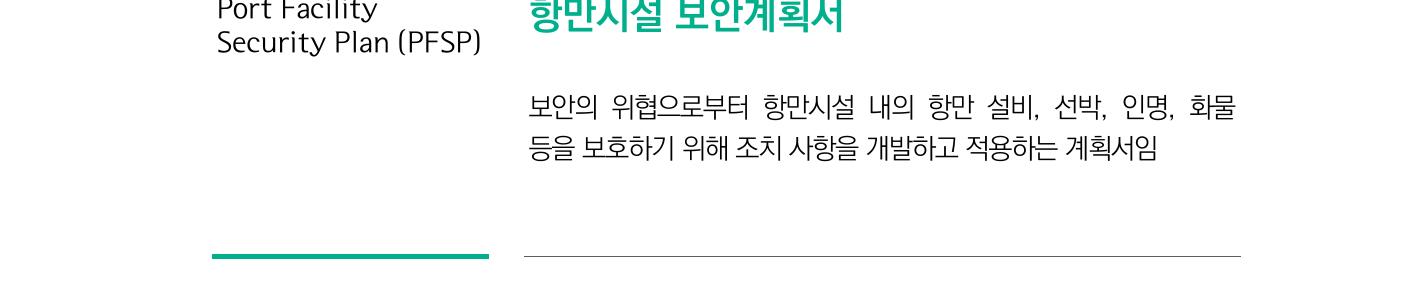 Port Facility
Security Plan (PFSP)
항만시설 보안계획서
보안의 위협으로부터 항만시설 내의 항만 설비, 선박, 인명, 화물
등을 보호하기 위해 조치 사항을 개발하고 적용하는 계획서임